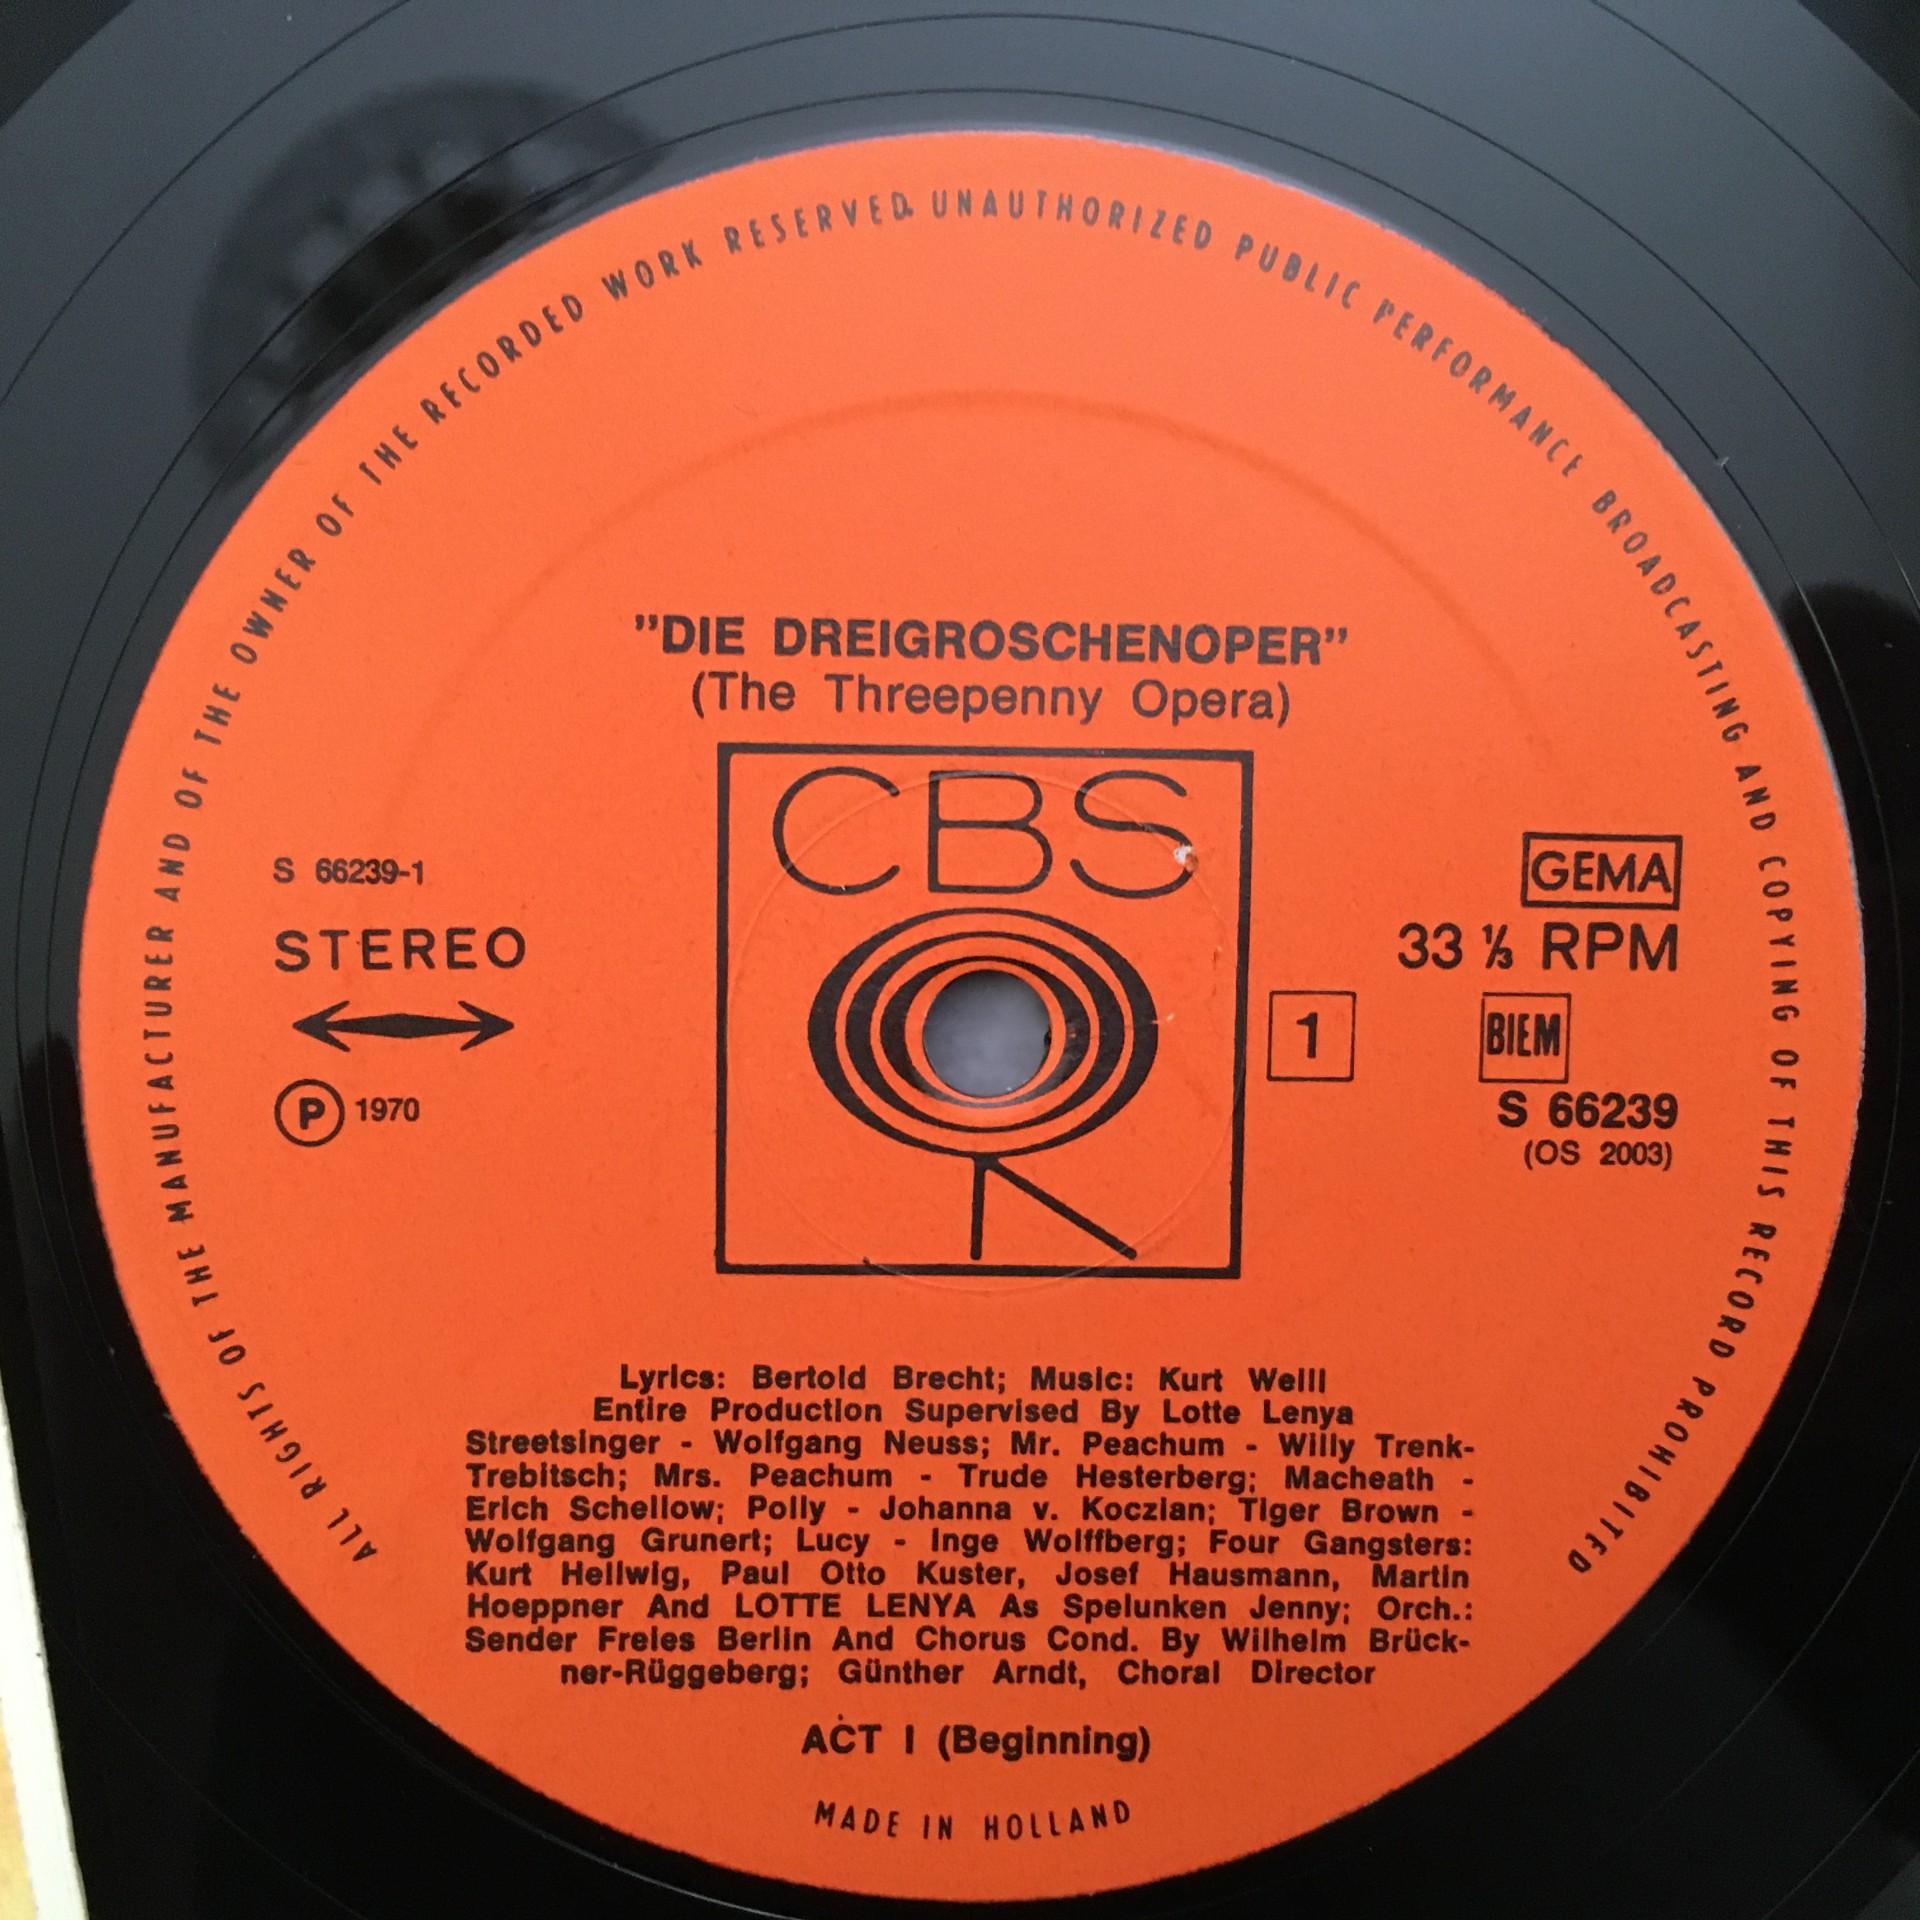 ALL RIGHTS OF THE MANUFACTURER AND OF THE OWNER OF THE RECORDED WORK RESERVED. UNAUTHORIZED PUBLIC PERFORMANCE BROADCASTING AND COPYING OF THIS RECORD PROHIBITED
"DIE DREIGROSCHENOPER"
(The Threepenny Opera)
CBS
S 66239-1
STEREO
Ⓟ 1970
GEMA
33 ⅓ RPM
1
BIEM
S 66239
(OS 2003)
Lyrics: Bertold Brecht; Music: Kurt Weill
Entire Production Supervised By Lotte Lenya
Streetsinger - Wolfgang Neuss; Mr. Peachum - Willy Trenk-
Trebitsch; Mrs. Peachum - Trude Hesterberg; Macheath -
Erich Schellow; Polly - Johanna v. Koczian; Tiger Brown -
Wolfgang Grunert; Lucy - Inge Wolffberg; Four Gangsters:
Kurt Hellwig, Paul Otto Kuster, Josef Hausmann, Martin
Hoeppner And LOTTE LENYA As Spelunken Jenny; Orch.:
Sender Freies Berlin And Chorus Cond. By Wilhelm Brück-
ner-Rüggeberg; Günther Arndt, Choral Director
ACT I (Beginning)
MADE IN HOLLAND